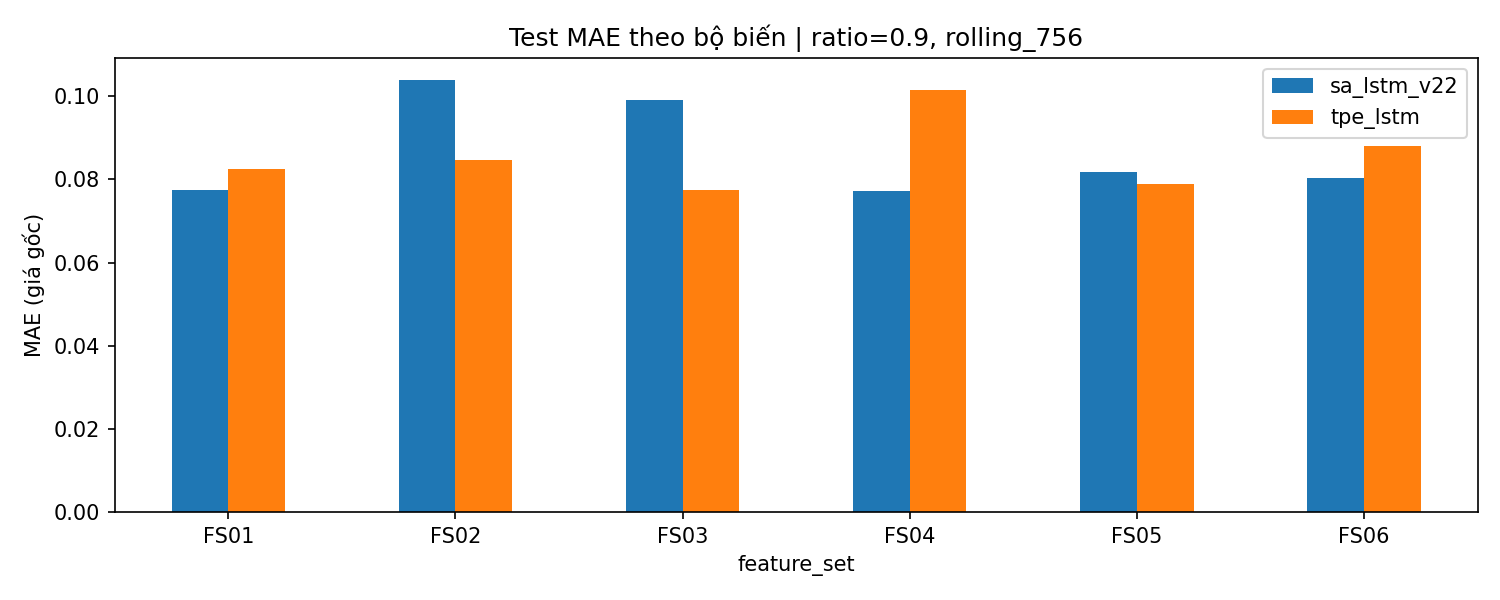 Test MAE theo bộ biến | ratio=0.9, rolling_756
sa_lstm_v22
tpe_lstm
MAE (giá gốc)
0.10
0.08
0.06
0.04
0.02
0.00
FS01 FS02 FS03 FS04 FS05 FS06
feature_set